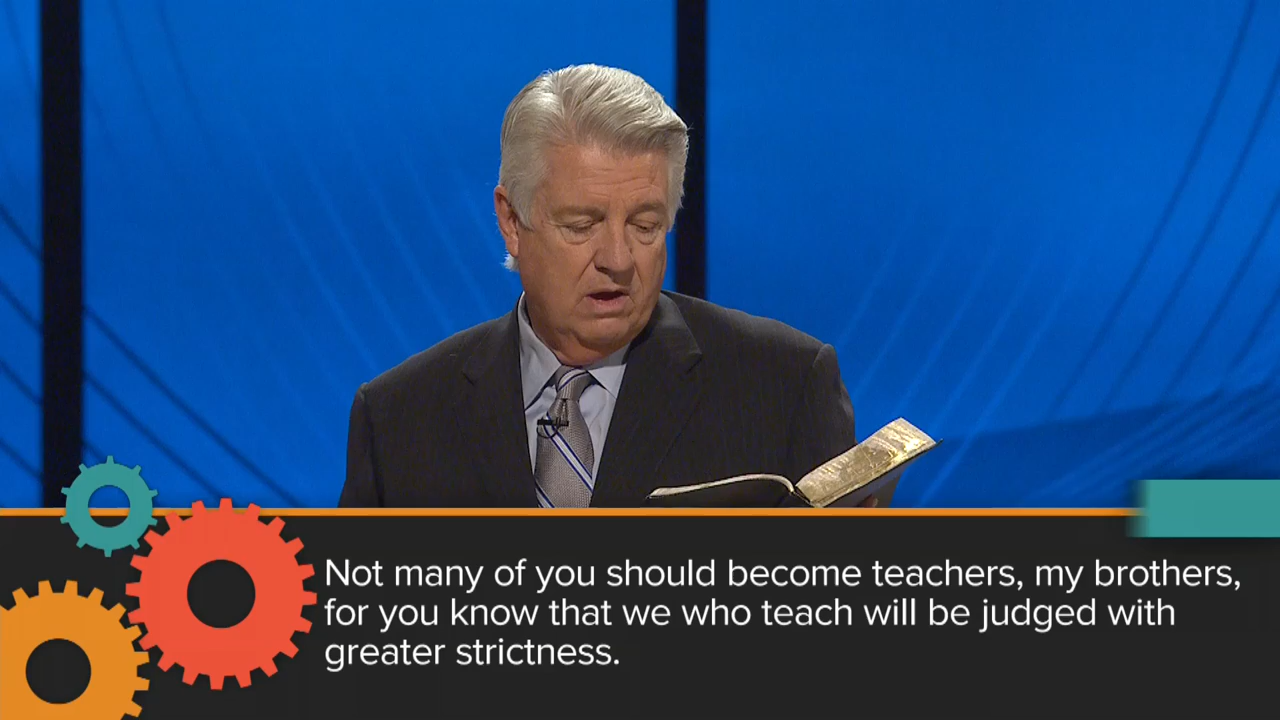 Not many of you should become teachers, my brothers,
for you know that we who teach will be judged with
greater strictness.